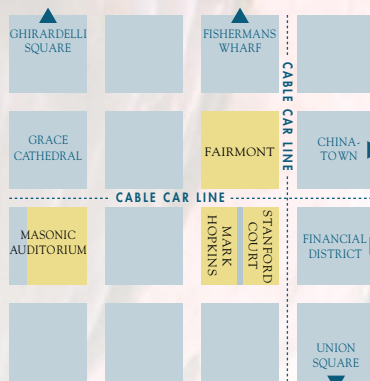 GHIRARDELLI
SQUARE
FISHERMANS
WHARF
CABLE CAR LINE
GRACE
CATHEDRAL
FAIRMONT
CHINA-
TOWN
CABLE CAR LINE
MASONIC
AUDITORIUM
MARK
HOPKINS
STANFORD
COURT
FINANCIAL
DISTRICT
UNION
SQUARE